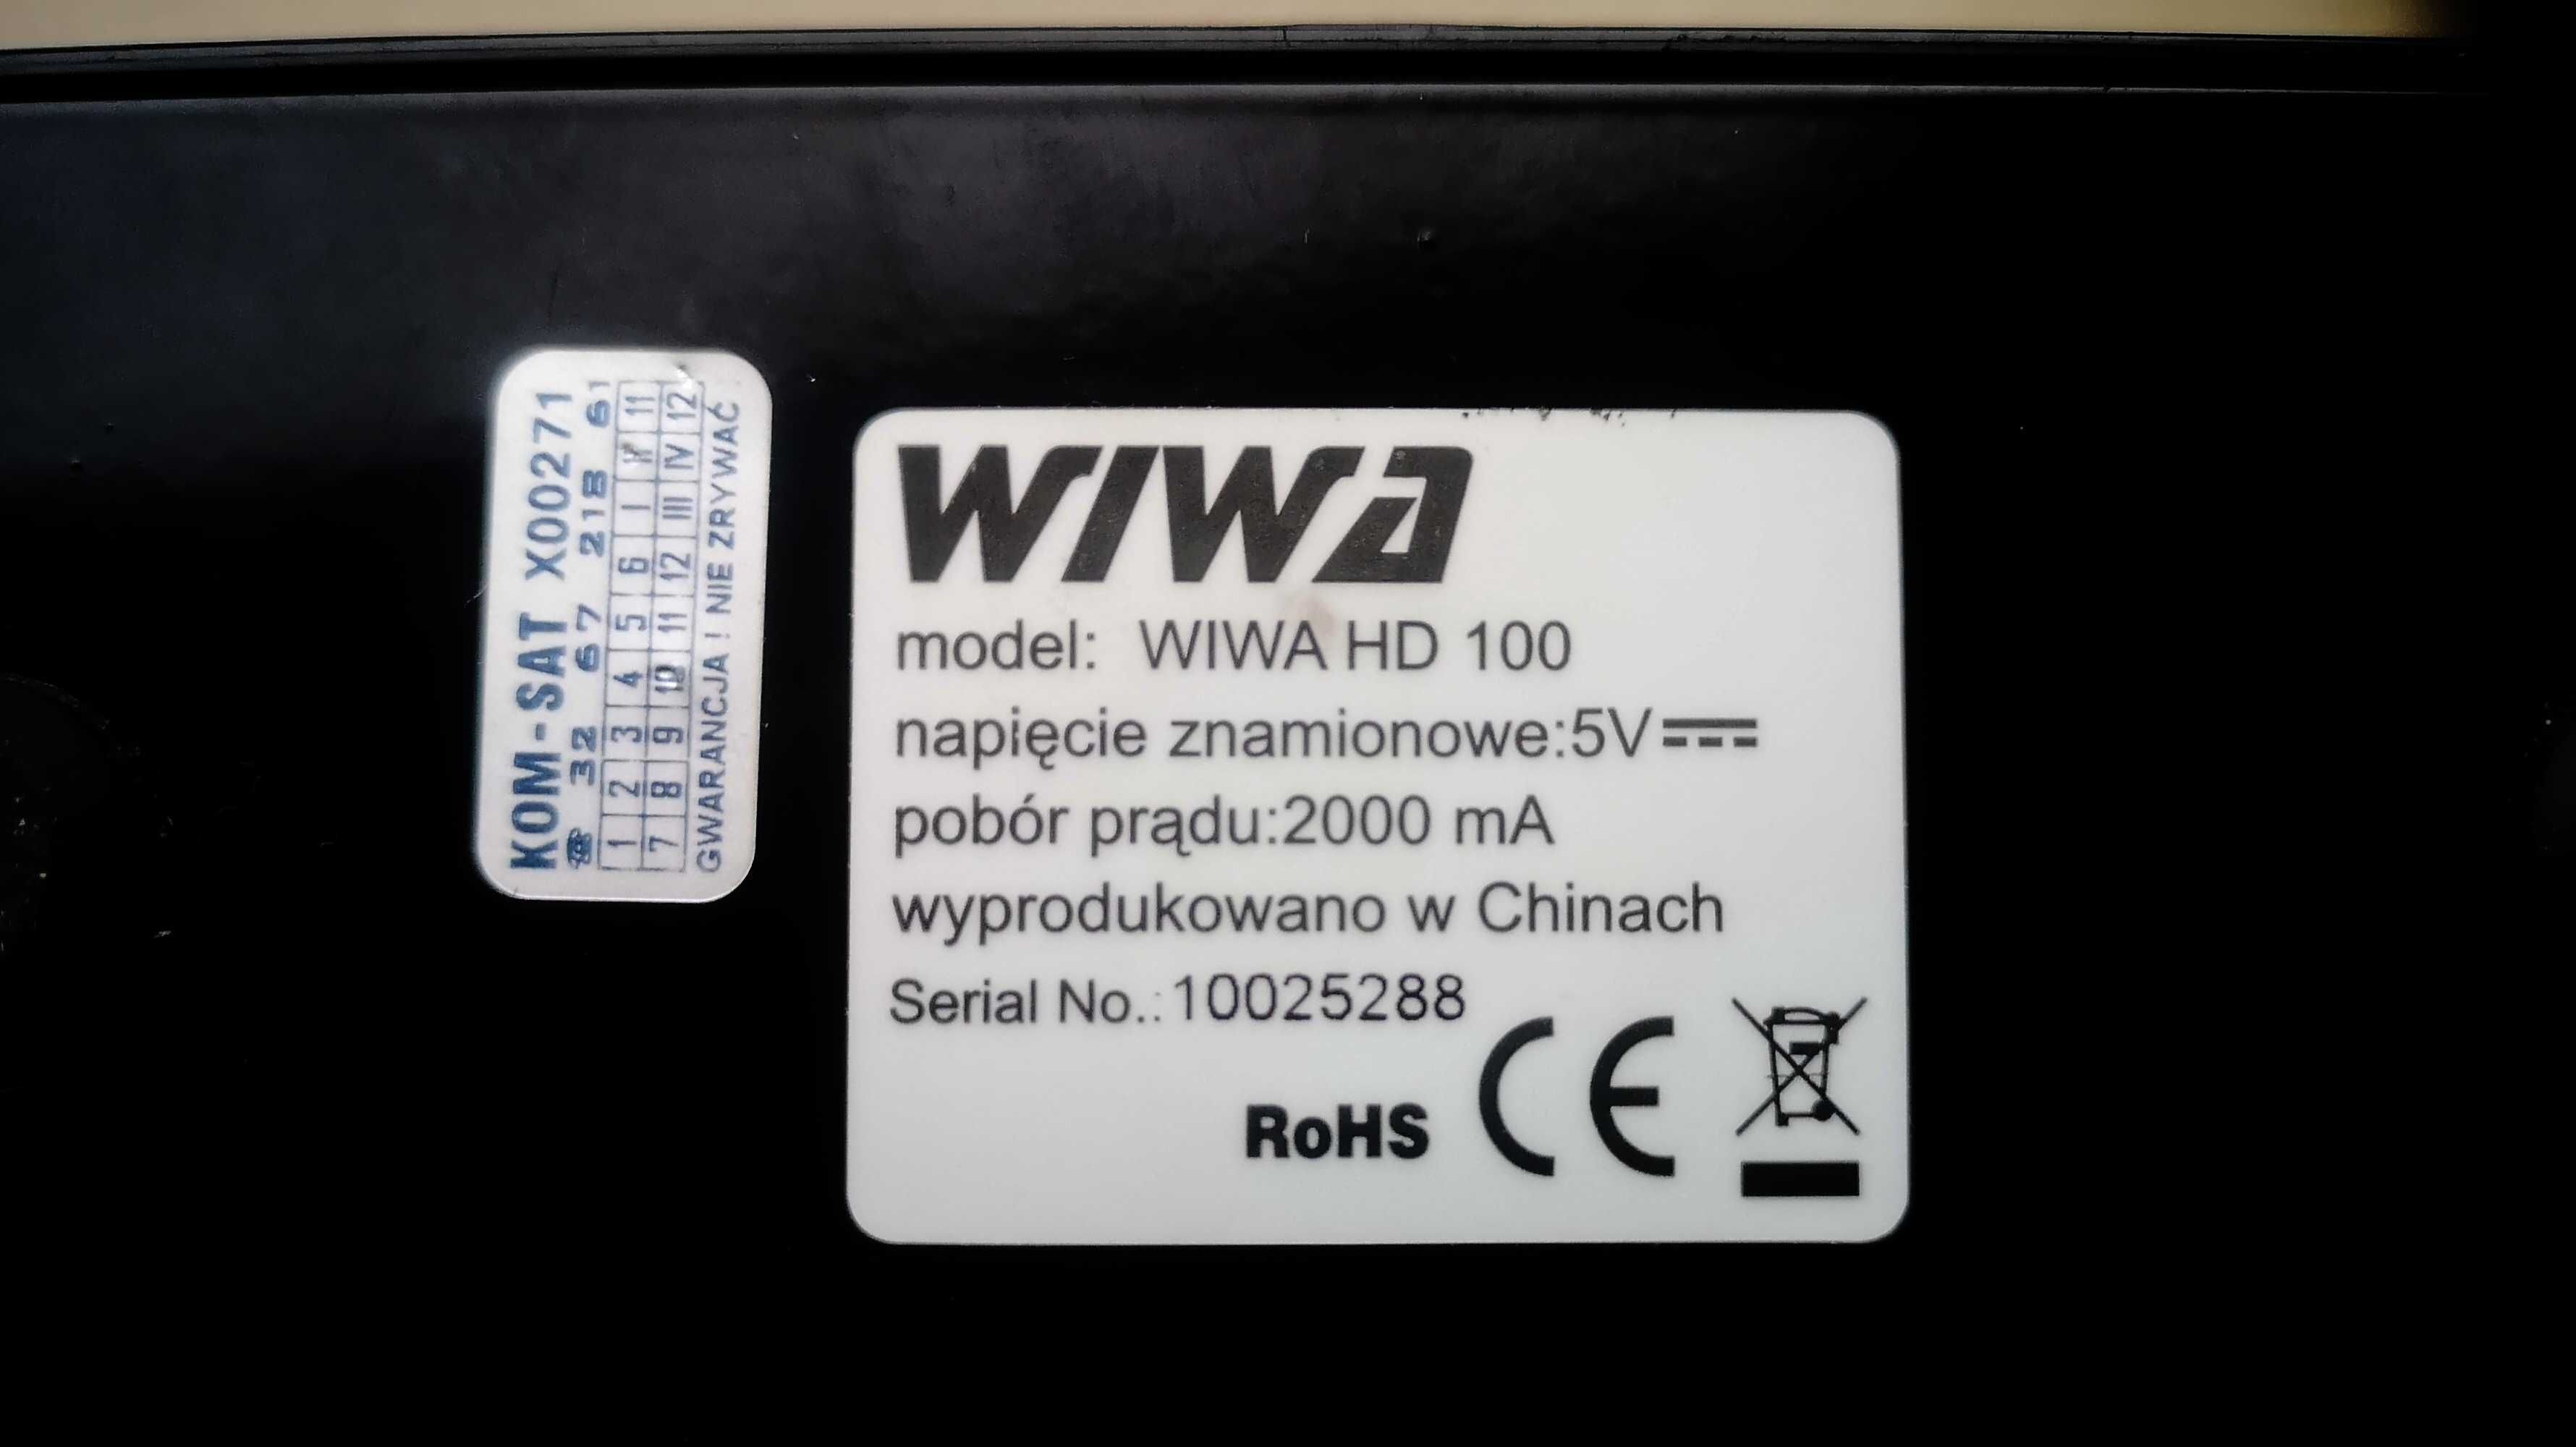 KOM-SAT X00271
☎ 32 67 218 61
1 2 3 4 5 6 I 11
7 8 9 10 11 12 III IV 12
GWARANCJA ! NIE ZRYWAĆ
WIWA
model: WIWA HD 100
napięcie znamionowe:5V
pobór prądu:2000 mA
wyprodukowano w Chinach
Serial No.:10025288
RoHS CE